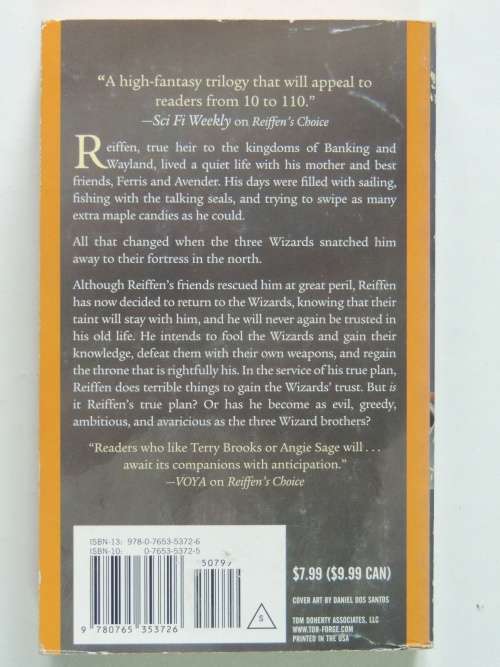 “A high-fantasy trilogy that will appeal to
readers from 10 to 110.”
—Sci Fi Weekly on Reiffen's Choice
Reiffen, true heir to the kingdoms of Banking and
Wayland, lived a quiet life with his mother and best
friends, Ferris and Avender. His days were filled with sailing,
fishing with the talking seals, and trying to swipe as many
extra maple candies as he could.
All that changed when the three Wizards snatched him
away to their fortress in the north.
Although Reiffen's friends rescued him at great peril, Reiffen
has now decided to return to the Wizards, knowing that their
taint will stay with him, and he will never again be trusted in
his old life. He intends to fool the Wizards and gain their
knowledge, defeat them with their own weapons, and regain
the throne that is rightfully his. In the service of his true plan,
Reiffen does terrible things to gain the Wizards' trust. But is
it Reiffen's true plan? Or has he become as evil, greedy,
ambitious, and avaricious as the three Wizard brothers?
“Readers who like Terry Brooks or Angie Sage will . . .
await its companions with anticipation.”
—VOYA on Reiffen's Choice
ISBN-13: 978-0-7653-5372-6
ISBN-10: 0-7653-5372-5
50799
9 780765 353726
S
$7.99 ($9.99 CAN)
COVER ART BY DANIEL DOS SANTOS
TOM DOHERTY ASSOCIATES, LLC
WWW.TOR-FORGE.COM
PRINTED IN THE USA